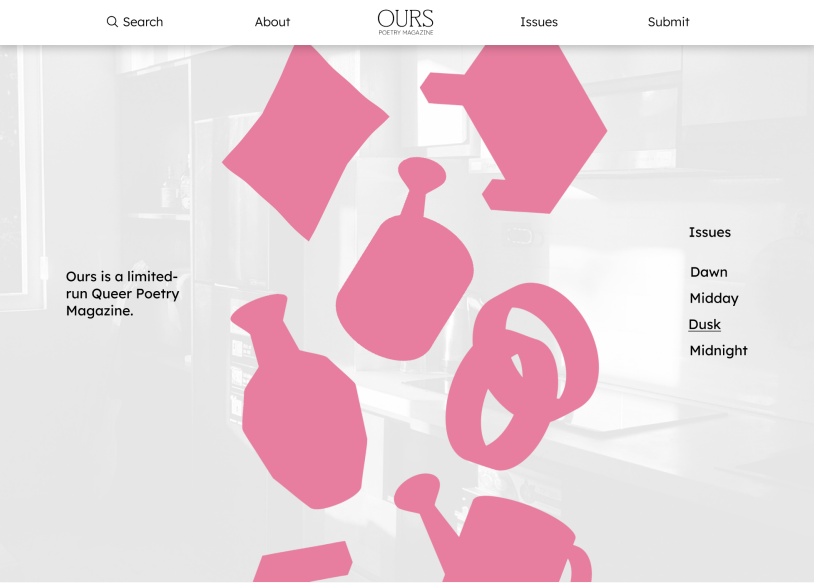 Search
About
OURS
POETRY MAGAZINE
Issues
Submit
Ours is a limited-
run Queer Poetry
Magazine.
Issues
Dawn
Midday
Dusk
Midnight